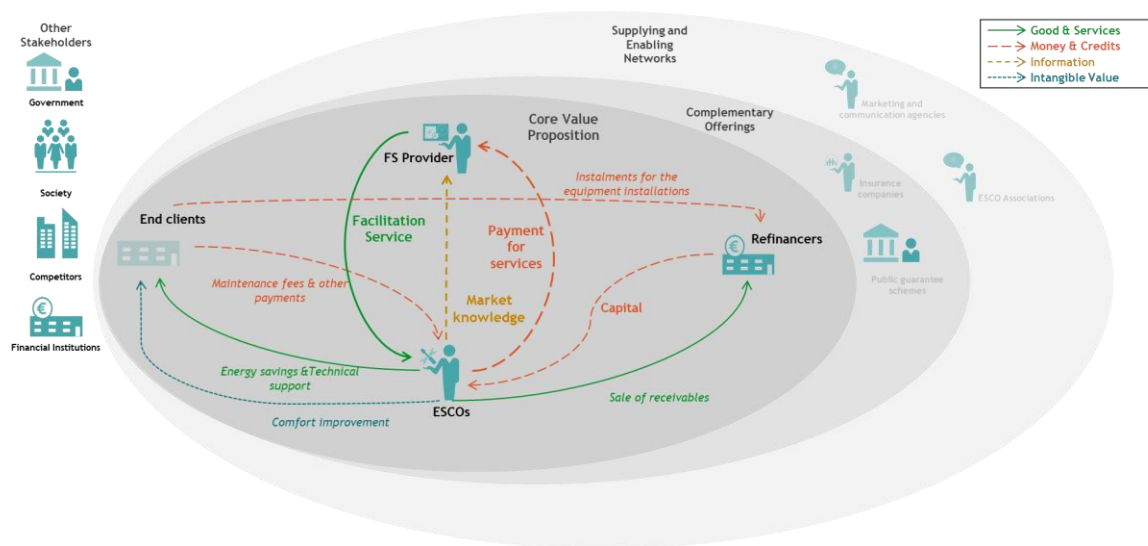 Other
Stakeholders
Government
Society
Competitors
Financial Institutions
Supplying and
Enabling
Networks
Good & Services
Money & Credits
Information
Intangible Value
Marketing and
communication agencies
Complementary
Offerings
Core Value
Proposition
FS Provider
Insurance
companies
ESCO Associations
Instalments for the
equipment installations
End clients
Facilitation
Service
Payment
for
services
Refinancers
€
Public guarantee
schemes
Maintenance fees & other
payments
Market
knowledge
Capital
Energy savings &Technical
support
ESCOs
Sale of receivables
Comfort improvement
€